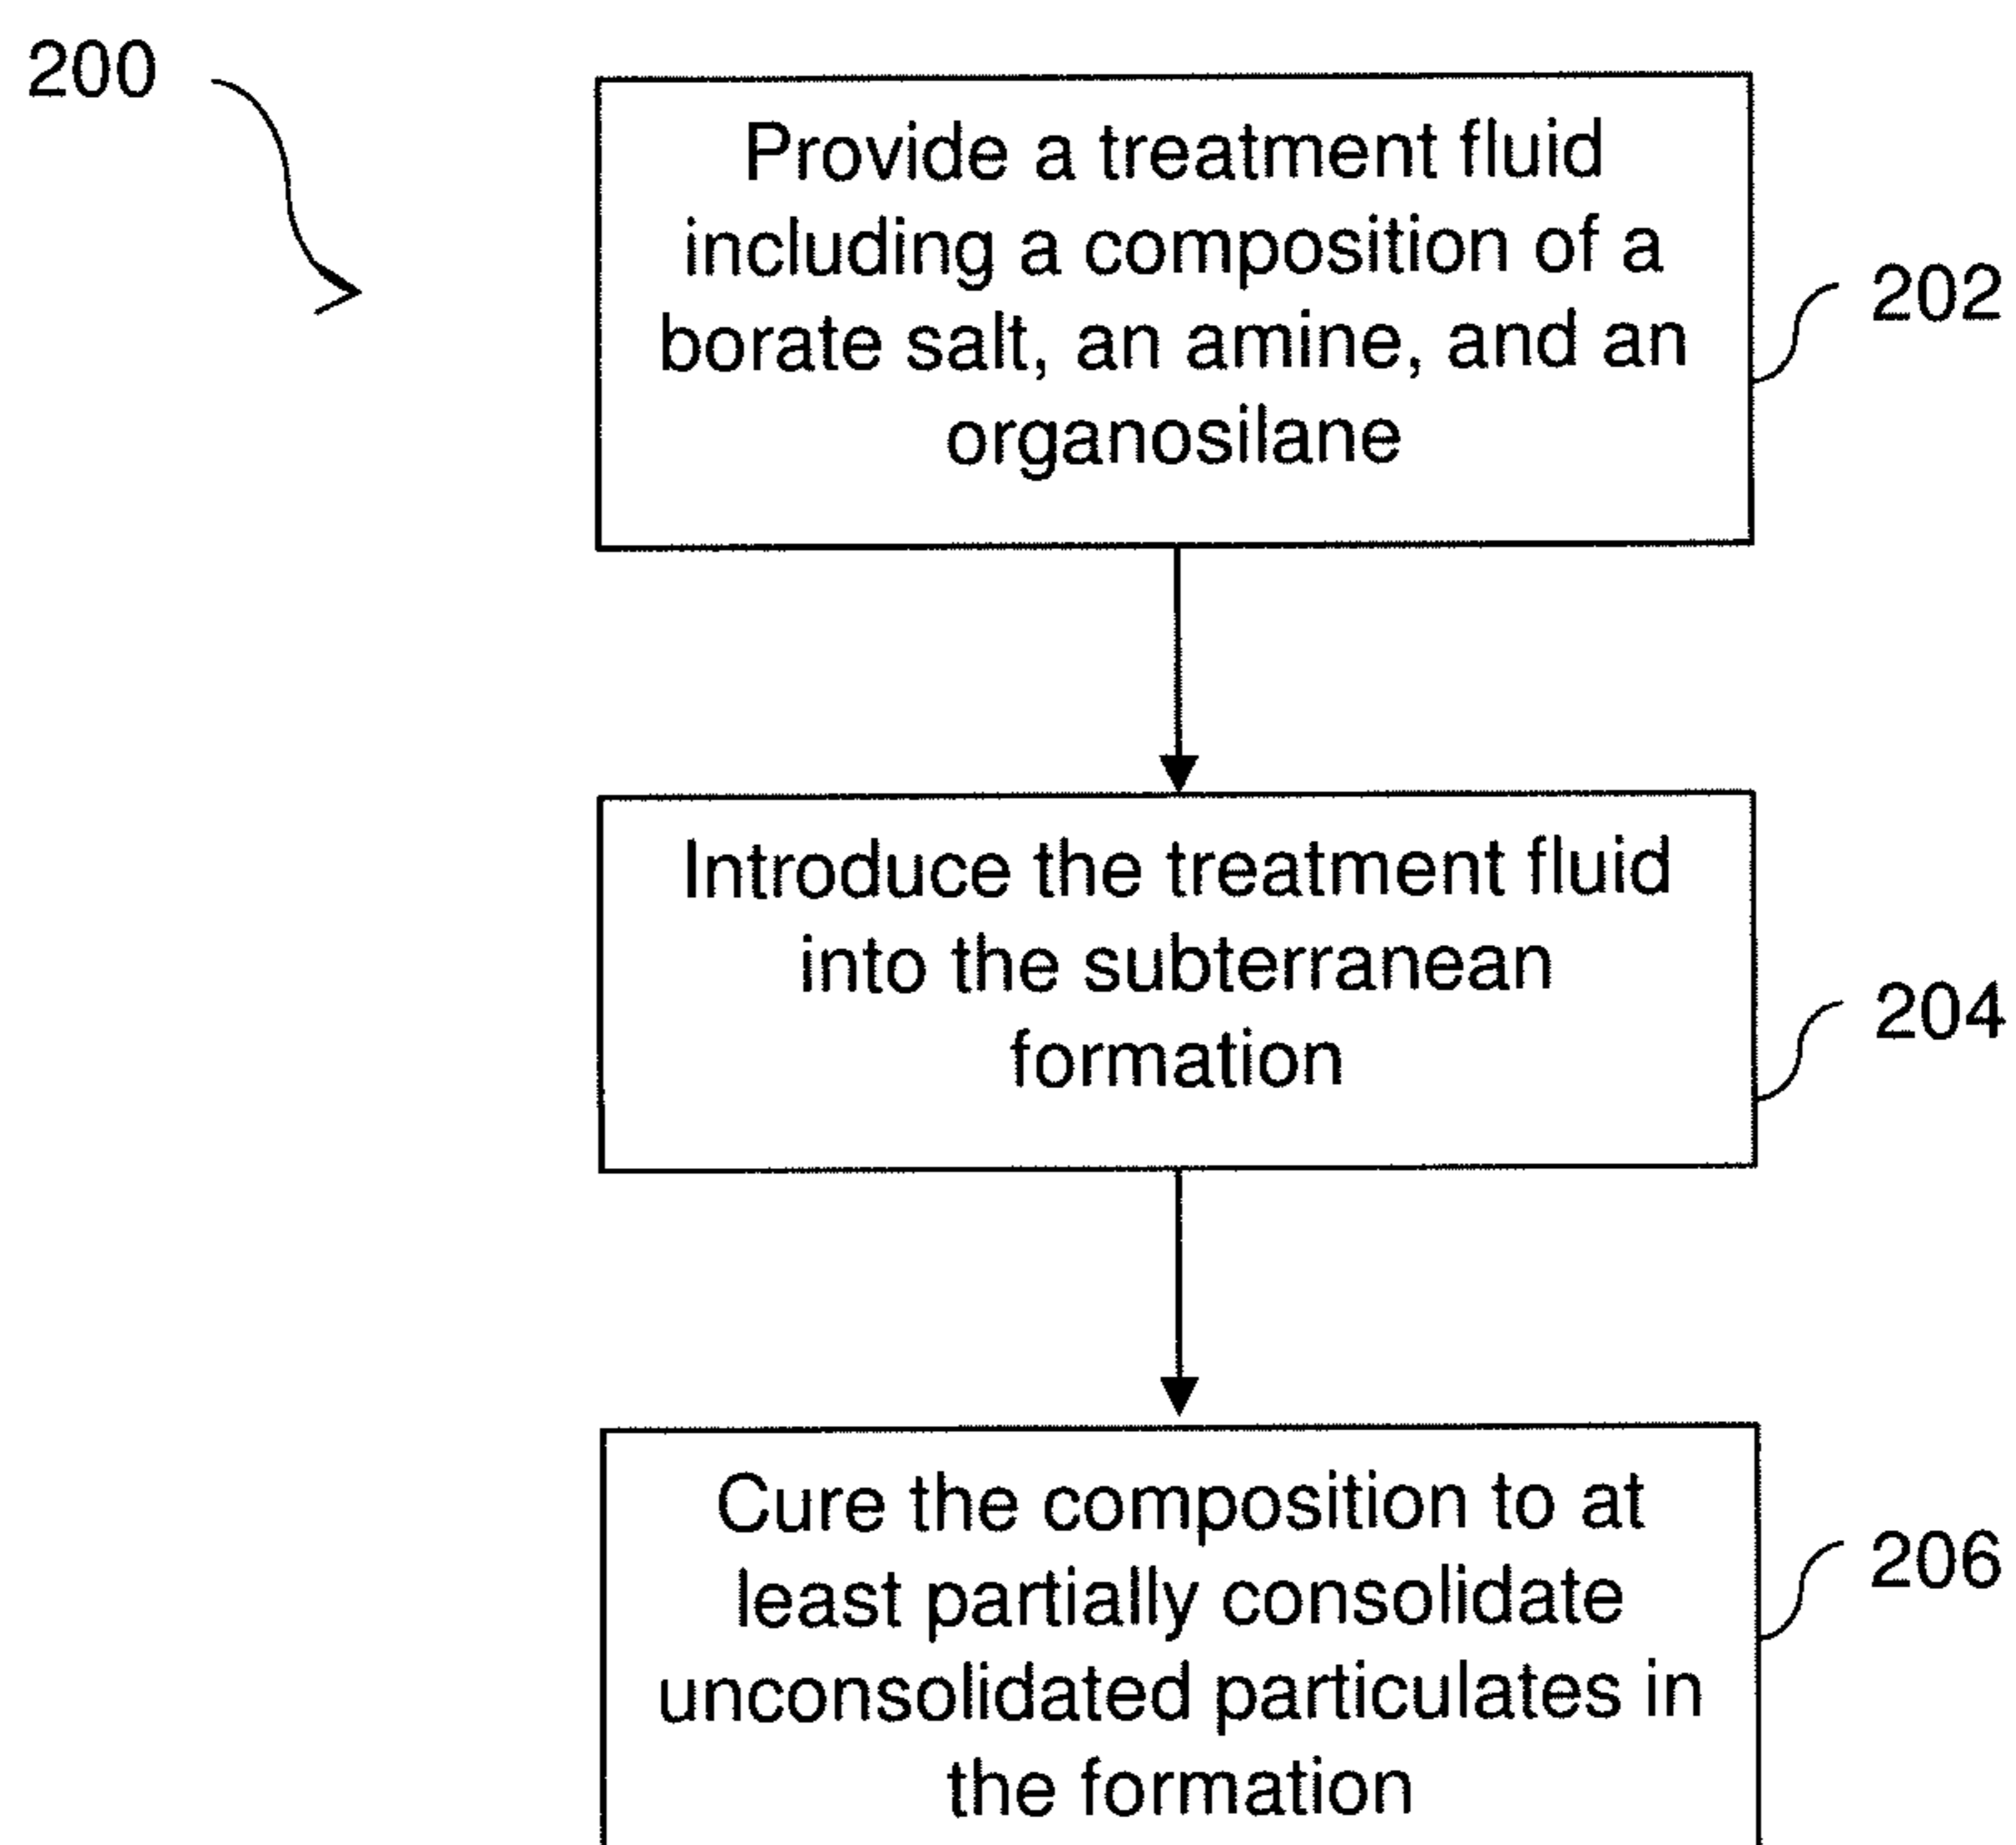 200
Provide a treatment fluid
including a composition of a
borate salt, an amine, and an
organosilane
202
Introduce the treatment fluid
into the subterranean
formation
204
Cure the composition to at
least partially consolidate
unconsolidated particulates in
the formation
206